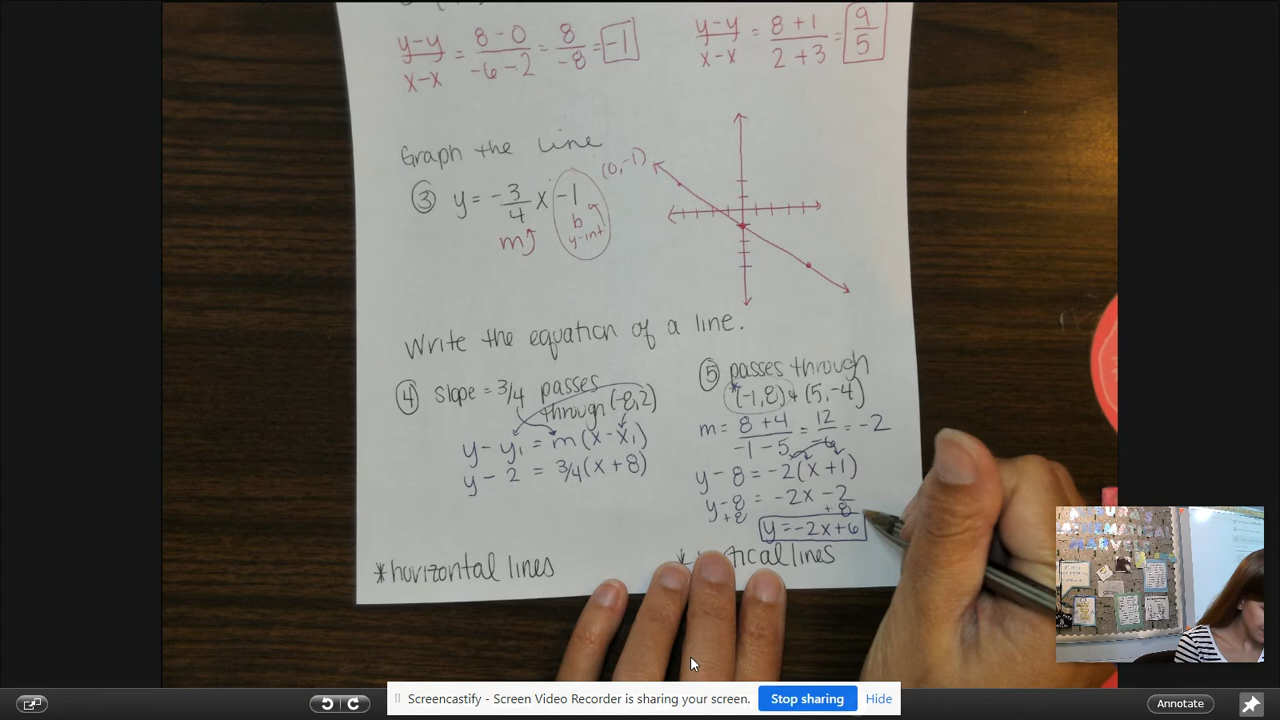 y-y/x-x = 8-0/-6-2 = 8/-8 = -1
y-y/x-x = 8+1/2+3 = 9/5
Graph the line
③ y = -3/4 x -1
m
b
y-int
(0,-1)
Write the equation of a line.
④ slope = 3/4 passes
through (-8,2)
y - y₁ = m(x - x₁)
y - 2 = 3/4(x + 8)
⑤ passes through
*(-1,8) + (5,-4)
m = 8+4/-1-5 = 12/-6 = -2
y - 8 = -2(x + 1)
y - 8 = -2x - 2
+8 +8
y = -2x + 6
*horizontal lines
Screencastify - Screen Video Recorder is sharing your screen.
Stop sharing
Hide
Annotate